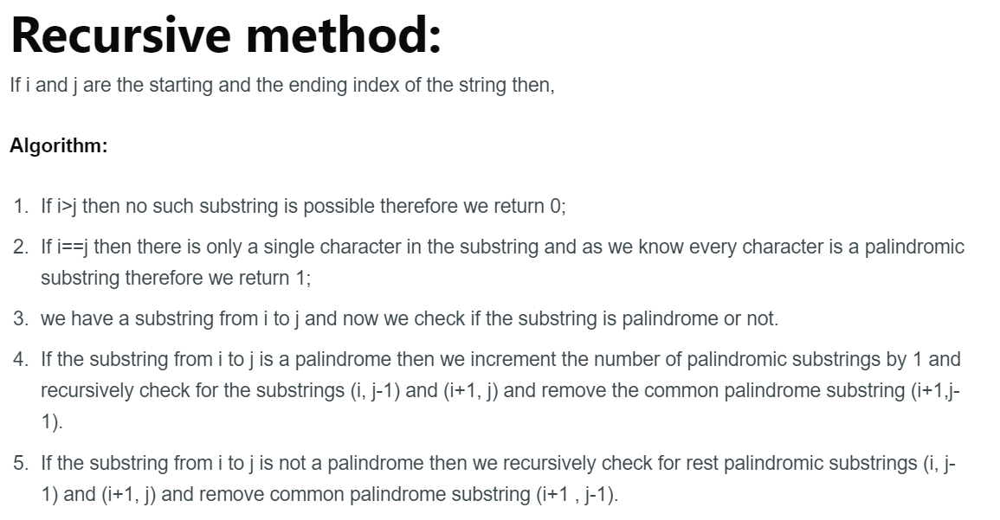 Recursive method:
If i and j are the starting and the ending index of the string then,
Algorithm:
1. If i>j then no such substring is possible therefore we return 0;
2. If i==j then there is only a single character in the substring and as we know every character is a palindromic
substring therefore we return 1;
3. we have a substring from i to j and now we check if the substring is palindrome or not.
4. If the substring from i to j is a palindrome then we increment the number of palindromic substrings by 1 and
recursively check for the substrings (i, j-1) and (i+1, j) and remove the common palindrome substring (i+1,j-
1).
5. If the substring from i to j is not a palindrome then we recursively check for rest palindromic substrings (i, j-
1) and (i+1, j) and remove common palindrome substring (i+1 , j-1).